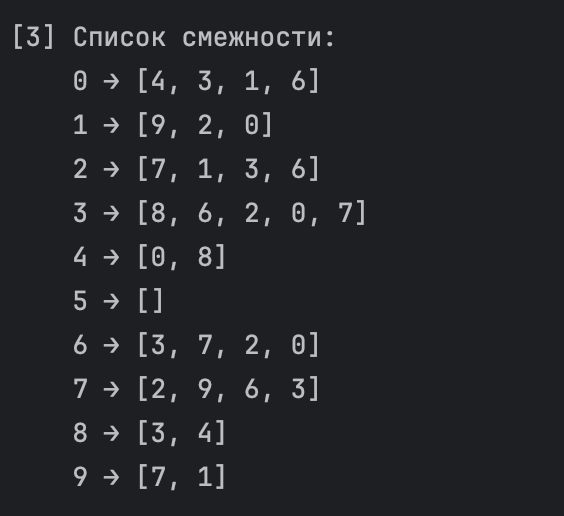 [3] Список смежности:
0 → [4, 3, 1, 6]
1 → [9, 2, 0]
2 → [7, 1, 3, 6]
3 → [8, 6, 2, 0, 7]
4 → [0, 8]
5 → []
6 → [3, 7, 2, 0]
7 → [2, 9, 6, 3]
8 → [3, 4]
9 → [7, 1]